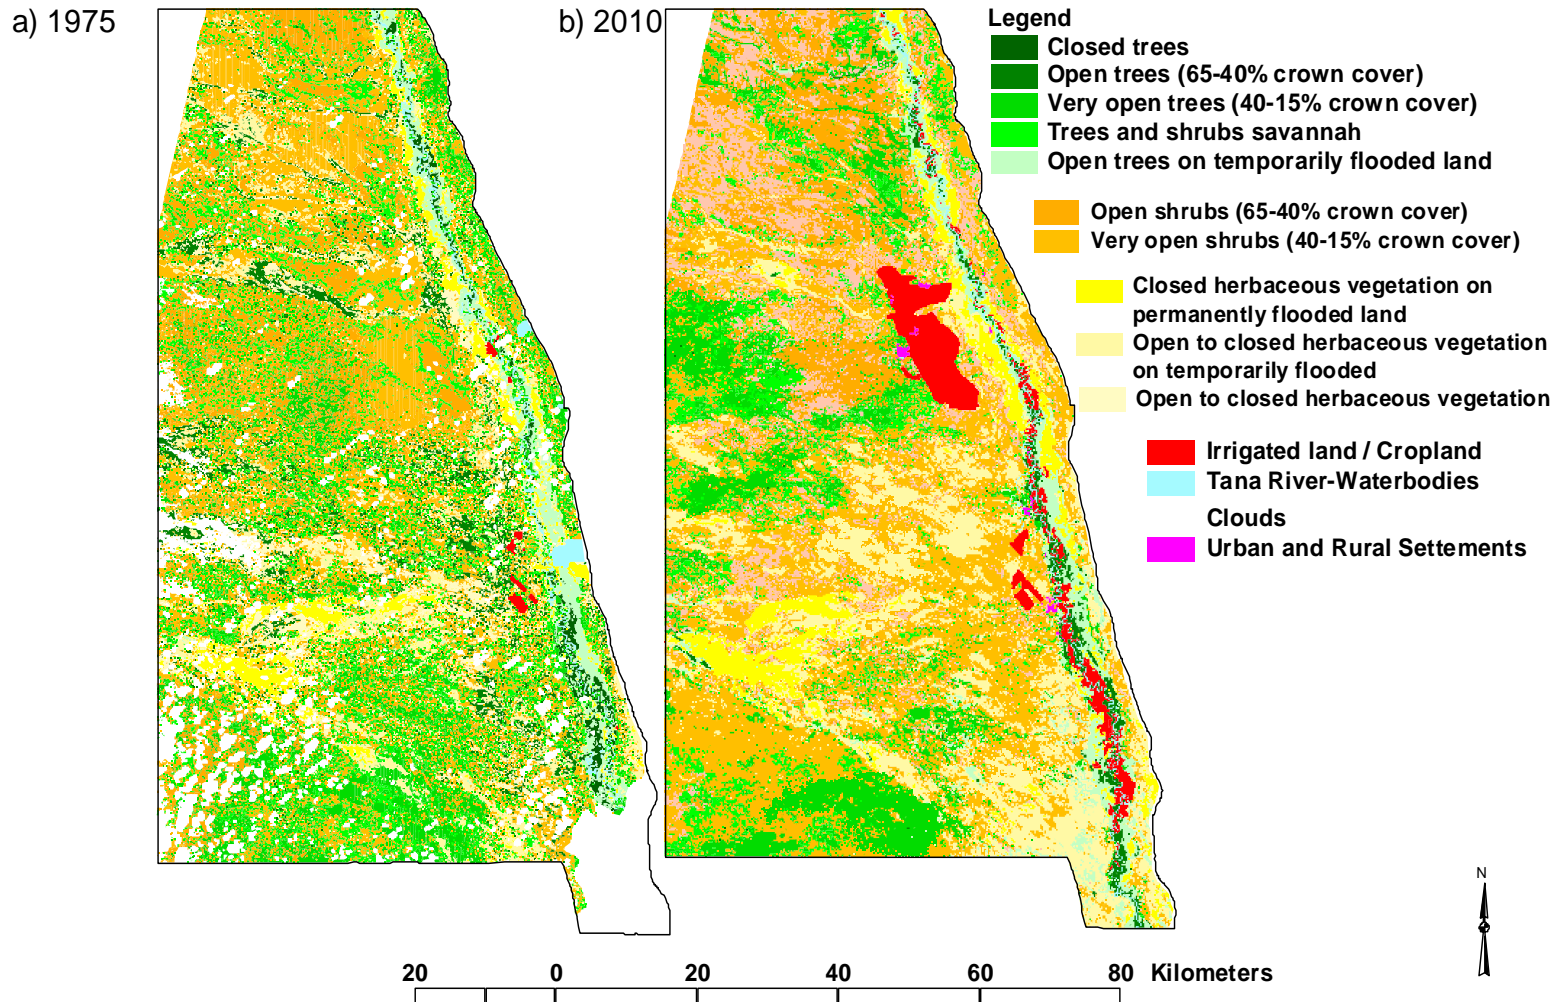 a) 1975
b) 2010
Legend
Closed trees
Open trees (65-40% crown cover)
Very open trees (40-15% crown cover)
Trees and shrubs savannah
Open trees on temporarily flooded land
Open shrubs (65-40% crown cover)
Very open shrubs (40-15% crown cover)
Closed herbaceous vegetation on
permanently flooded land
Open to closed herbaceous vegetation
on temporarily flooded
Open to closed herbaceous vegetation
Irrigated land / Cropland
Tana River-Waterbodies
Clouds
Urban and Rural Settements
N
20 0 20 40 60 80 Kilometers